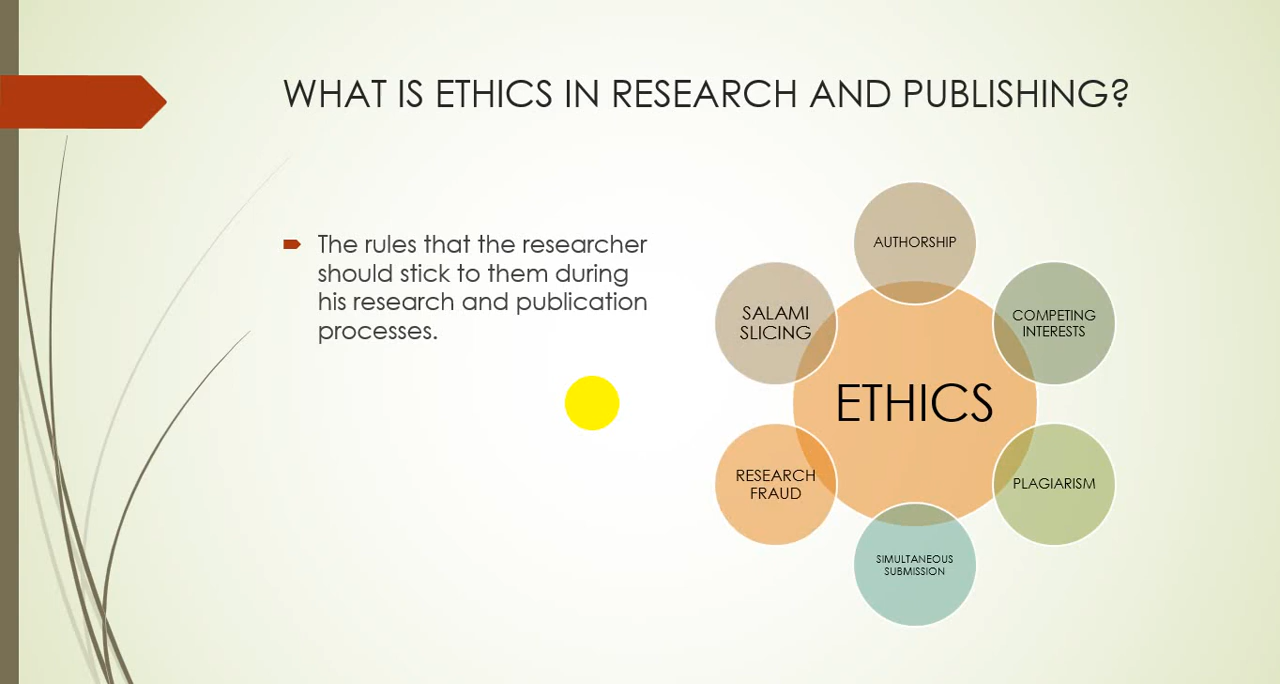 WHAT IS ETHICS IN RESEARCH AND PUBLISHING?
The rules that the researcher
should stick to them during
his research and publication
processes.
AUTHORSHIP
COMPETING
INTERESTS
PLAGIARISM
SIMULTANEOUS
SUBMISSION
RESEARCH
FRAUD
SALAMI
SLICING
ETHICS